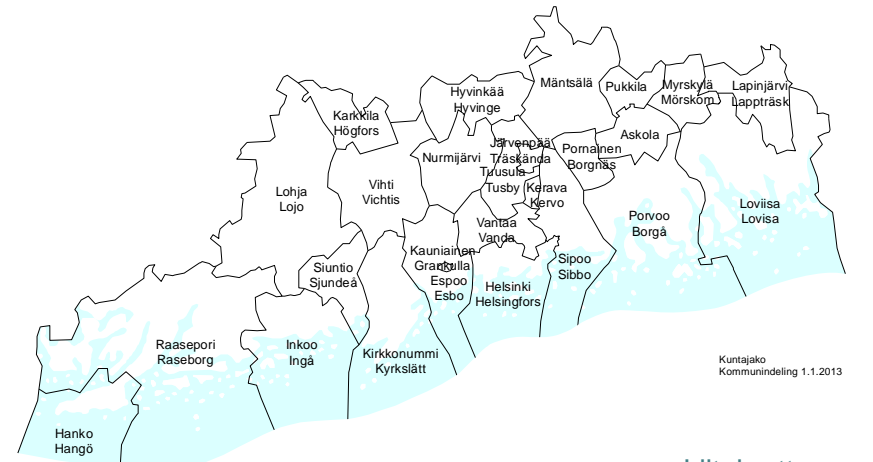 Mäntsälä
Pukkila
Myrskylä
Mörskom
Lapinjärvi
Lappträsk
Hyvinkää
Hyvinge
Karkkila
Högfors
Askola
Järvenpää
Träskända
Pornainen
Borgnäs
Nurmijärvi
Tuusula
Tusby
Kerava
Kervo
Vihti
Vichtis
Lohja
Lojo
Loviisa
Lovisa
Porvoo
Borgå
Vantaa
Vanda
Kauniainen
Grankulla
Espoo
Esbo
Sipoo
Sibbo
Siuntio
Sjundeå
Helsinki
Helsingfors
Raasepori
Raseborg
Inkoo
Ingå
Kirkkonummi
Kyrkslätt
Kuntajako
Kommunindeling 1.1.2013
Hanko
Hangö